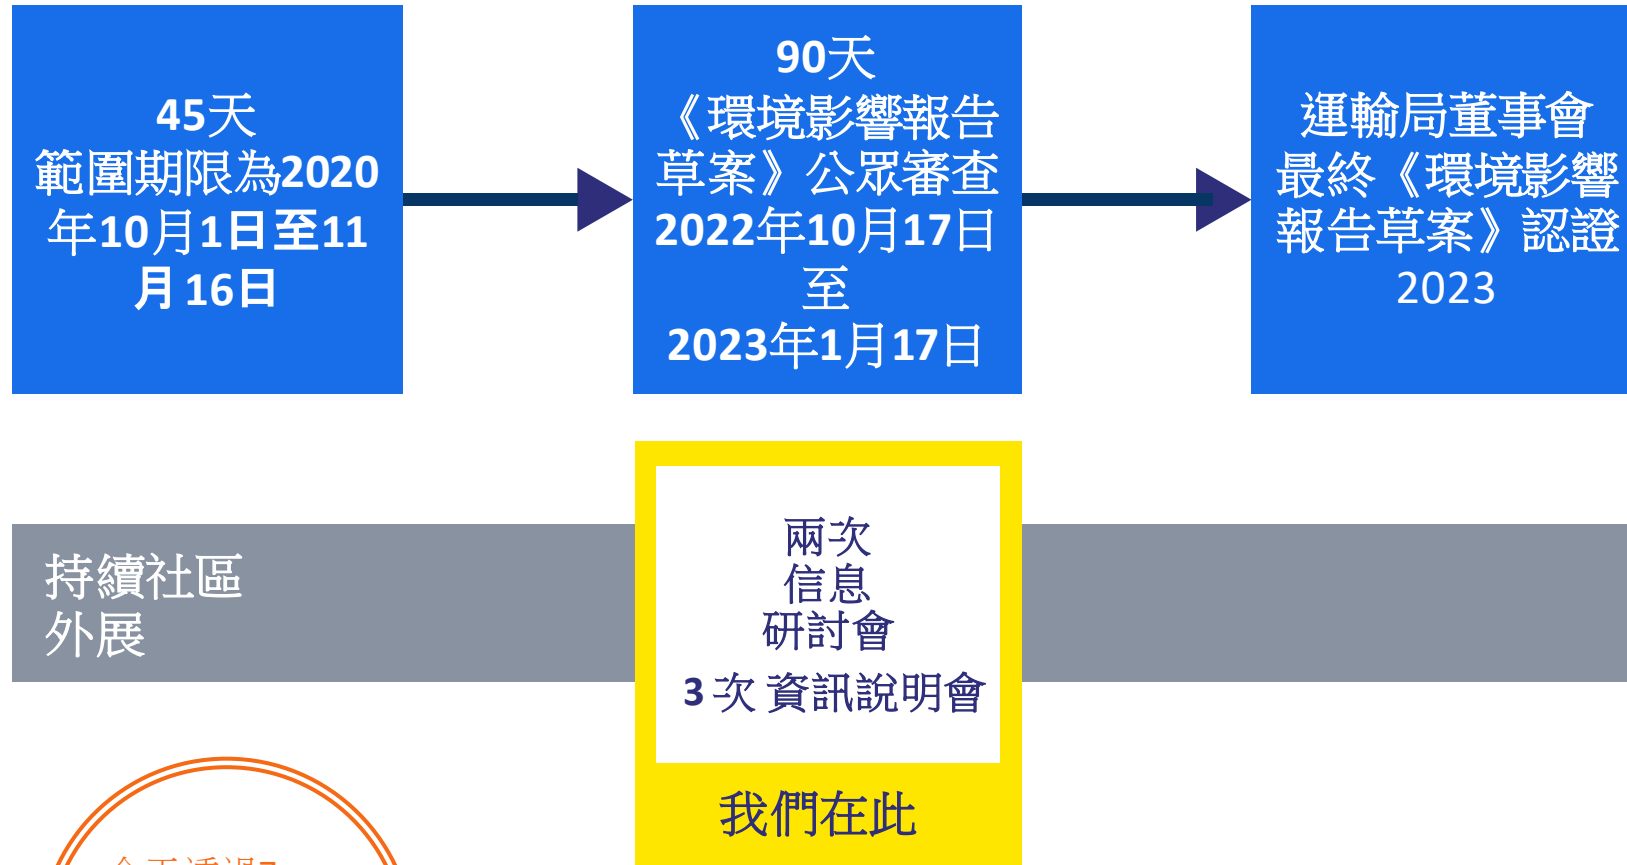 45天
範圍期限為2020
年10月1日至11
月16日
90天
《環境影響報告
草案》公眾審查
2022年10月17日
至
2023年1月17日
運輸局董事會
最終《環境影響
報告草案》認證
2023
持續社區
外展
兩次
信息
研討會
3 次 資訊說明會
我們在此